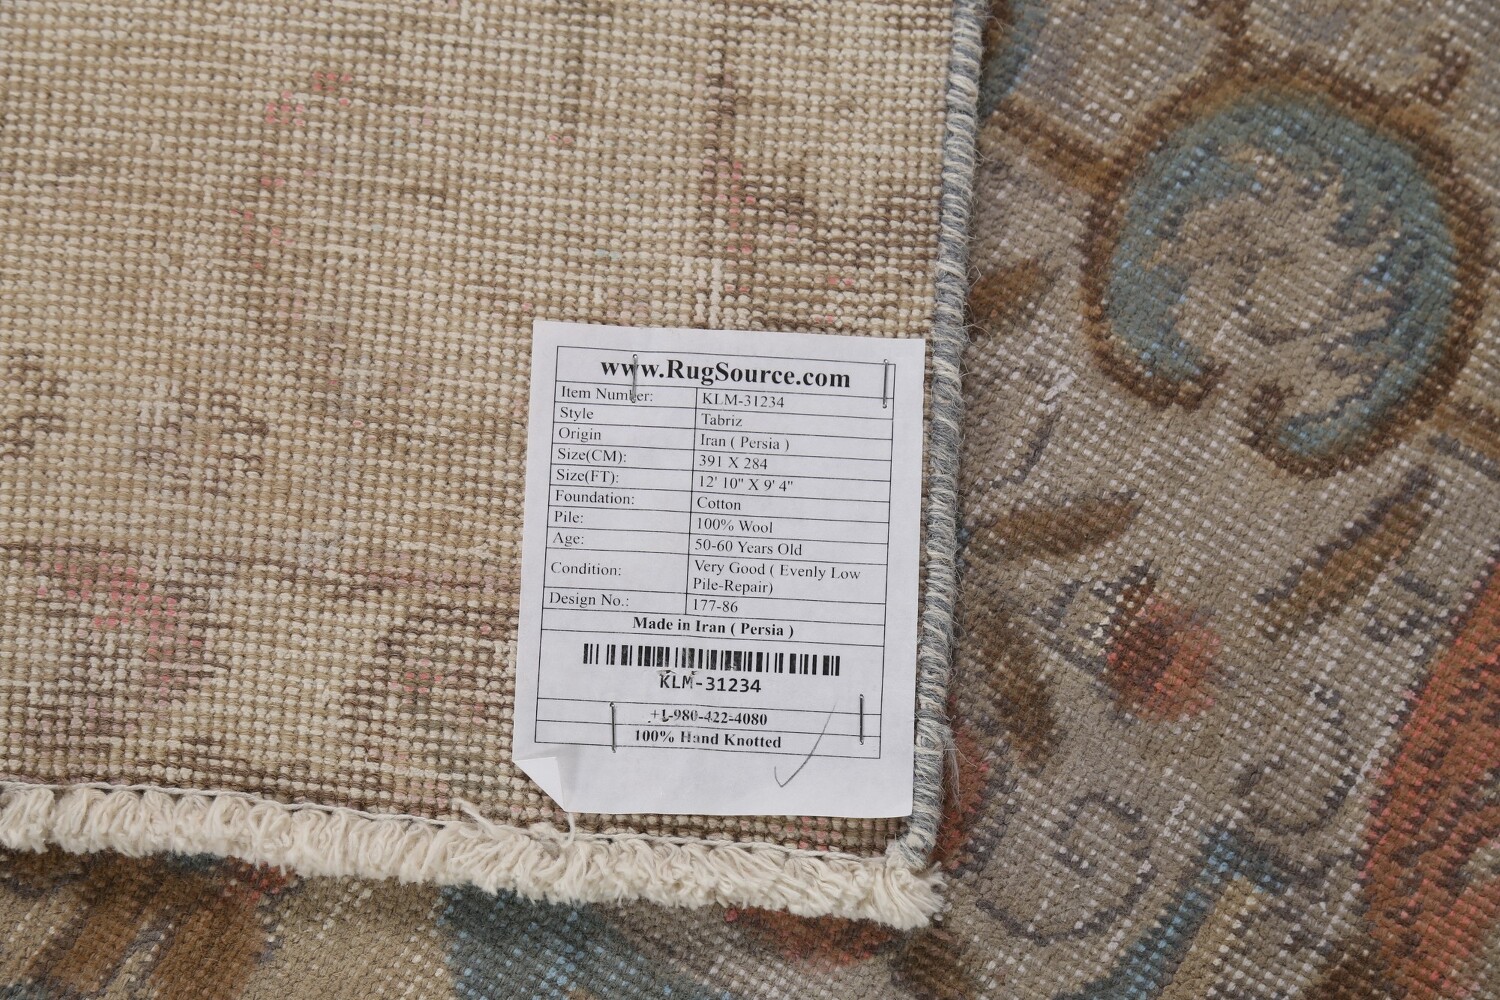 www.RugSource.com
Item Number: KLM-31234
Style Tabriz
Origin Iran ( Persia )
Size(CM): 391 X 284
Size(FT): 12' 10" X 9' 4"
Foundation: Cotton
Pile: 100% Wool
Age: 50-60 Years Old
Condition: Very Good ( Evenly Low
Pile-Repair)
Design No.: 177-86
Made in Iran ( Persia )
KLM-31234
+1-980-422-4080
100% Hand Knotted